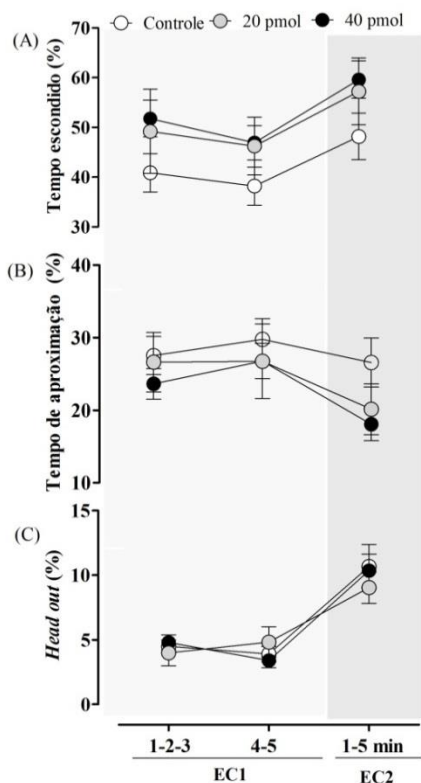 Controle 20 pmol 40 pmol
(A)
Tempo escondido (%)
70
60
50
40
30
(B)
Tempo de aproximação (%)
40
30
20
10
(C)
Head out (%)
15
10
5
0
1-2-3 4-5 1-5 min
EC1 EC2